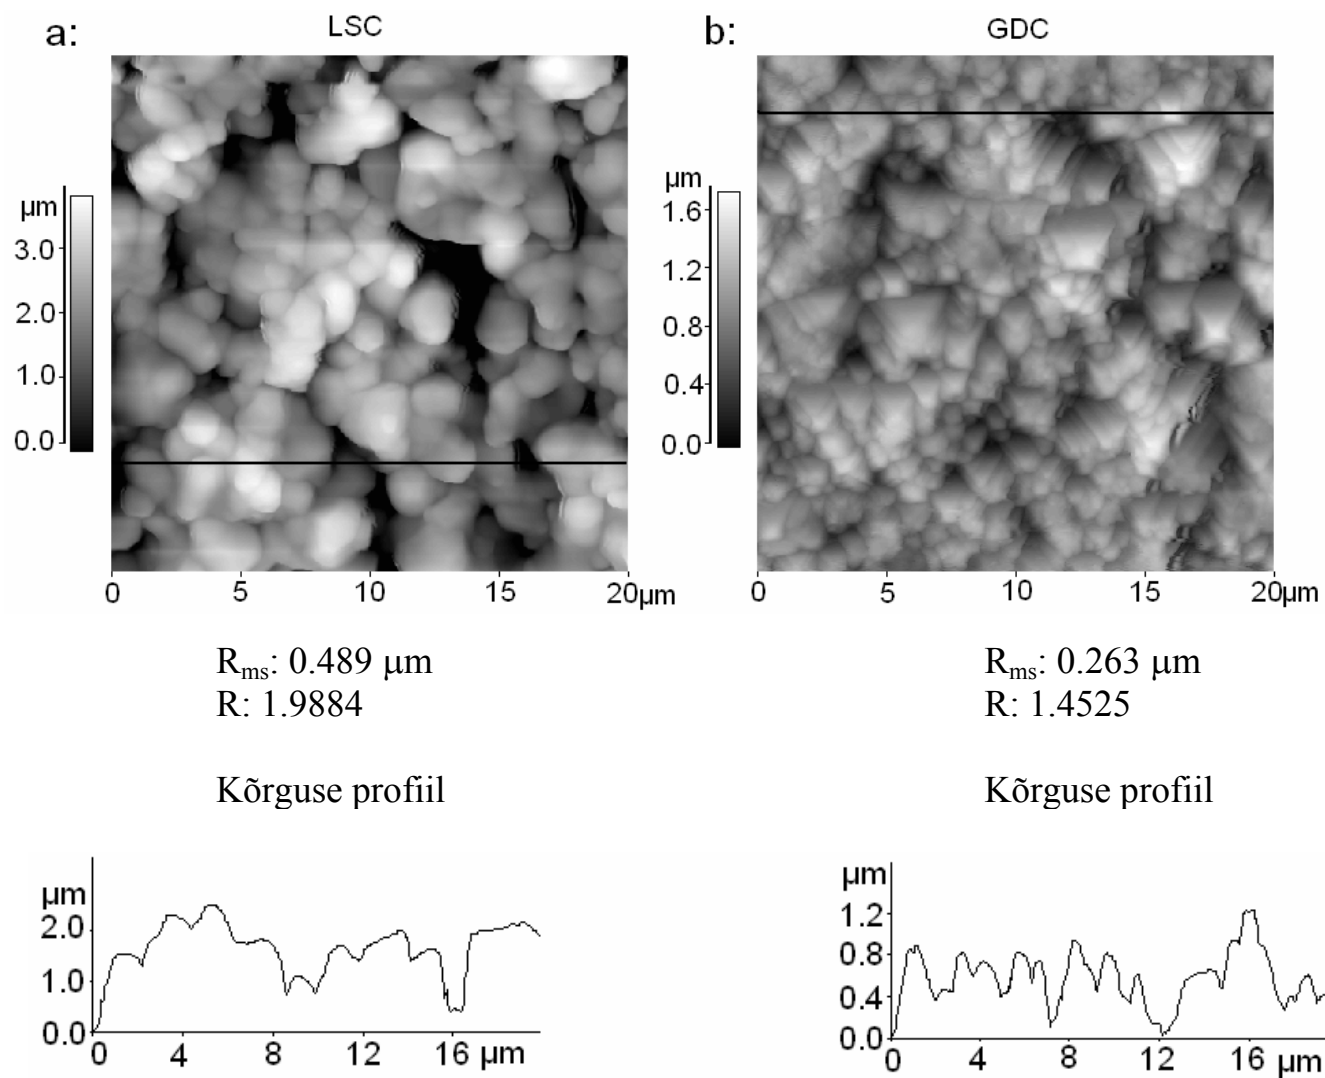 a:
LSC
µm
3.0
2.0
1.0
0.0
0 5 10 15 20µm
b:
GDC
µm
1.6
1.2
0.8
0.4
0.0
0 5 10 15 20µm
Rms: 0.489 µm
R: 1.9884
Rms: 0.263 µm
R: 1.4525
Kõrguse profiil
µm
2.0
1.0
0.0
0 4 8 12 16 µm
Kõrguse profiil
µm
1.2
0.8
0.4
0.0
0 4 8 12 16 µm